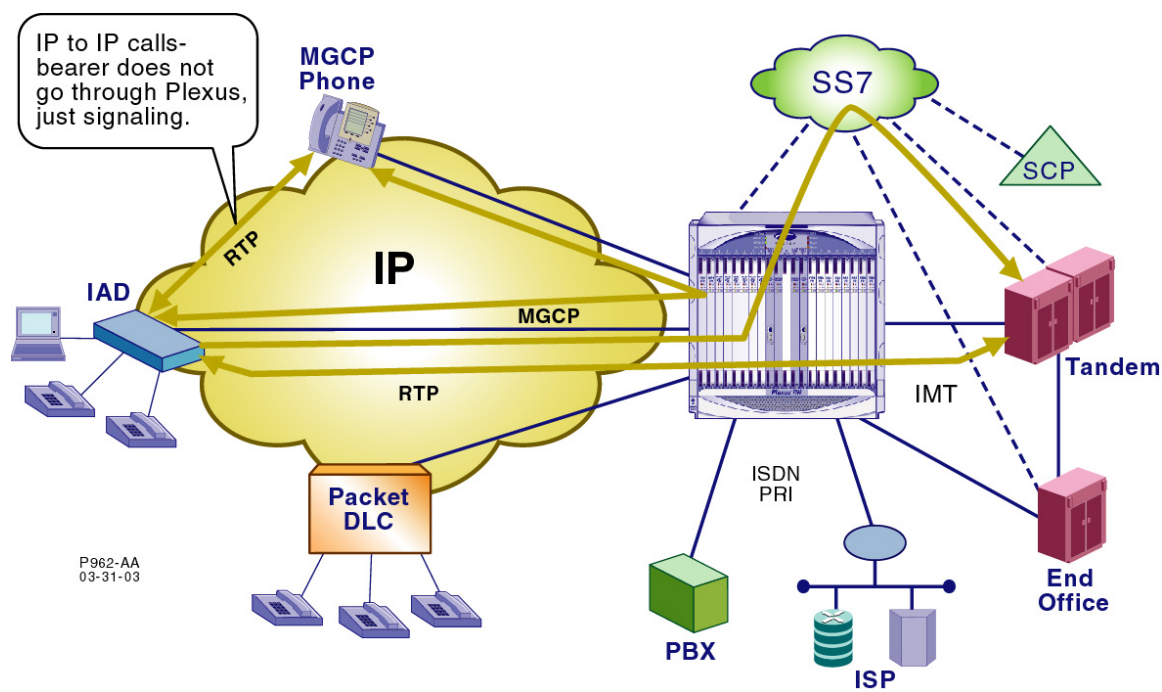 IP to IP calls-
bearer does not
go through Plexus,
just signaling.
MGCP
Phone
SS7
SCP
RTP
IP
IAD
MGCP
RTP
IMT
Tandem
Packet
DLC
ISDN
PRI
P962-AA
03-31-03
End
Office
PBX
ISP